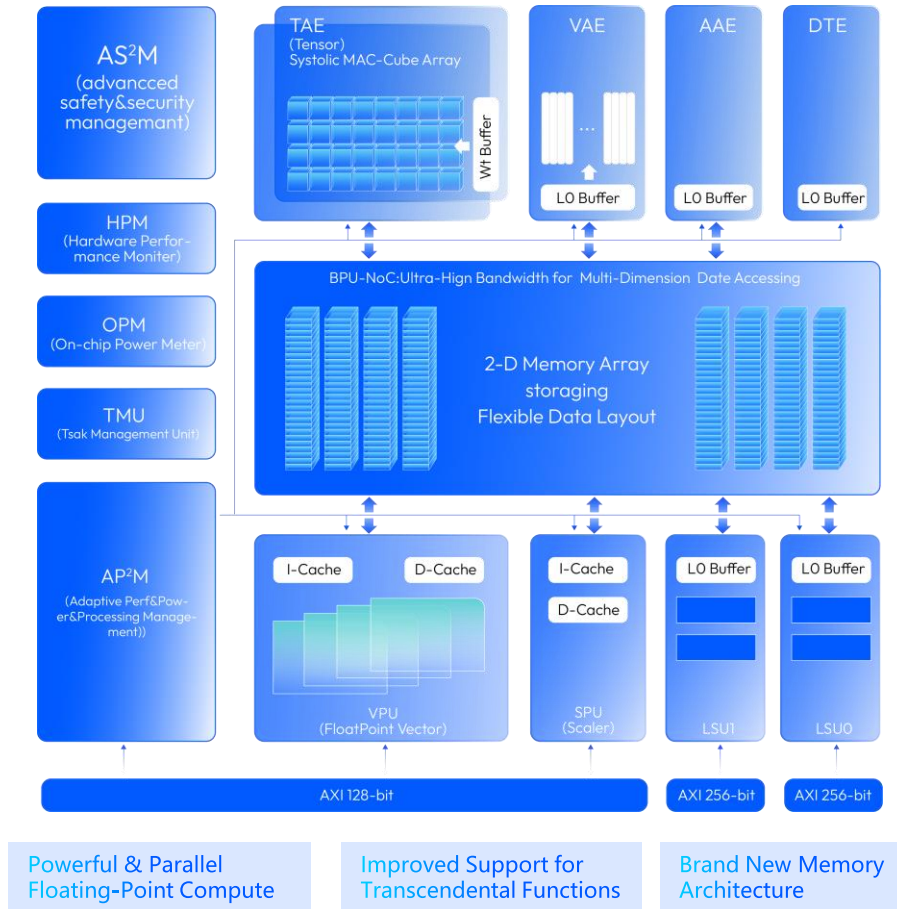 AS²M
(advancced
safety&security
managemant)
HPM
(Hardware Perfor-
mance Moniter)
OPM
(On-chip Power Meter)
TMU
(Tsak Management Unit)
AP²M
(Adaptive Perf&Pow-
er&Processing Manage-
ment))
TAE
(Tensor)
Systolic MAC-Cube Array
Wt Buffer
VAE
...
L0 Buffer
AAE
L0 Buffer
DTE
L0 Buffer
BPU-NoC:Ultra-Hign Bandwidth for Multi-Dimension Date Accessing
2-D Memory Array
storaging
Flexible Data Layout
I-Cache
D-Cache
VPU
(FloatPoint Vector)
I-Cache
D-Cache
SPU
(Scaler)
L0 Buffer
LSU1
L0 Buffer
LSU0
AXI 128-bit
AXI 256-bit
AXI 256-bit
Powerful & Parallel
Floating-Point Compute
Improved Support for
Transcendental Functions
Brand New Memory
Architecture